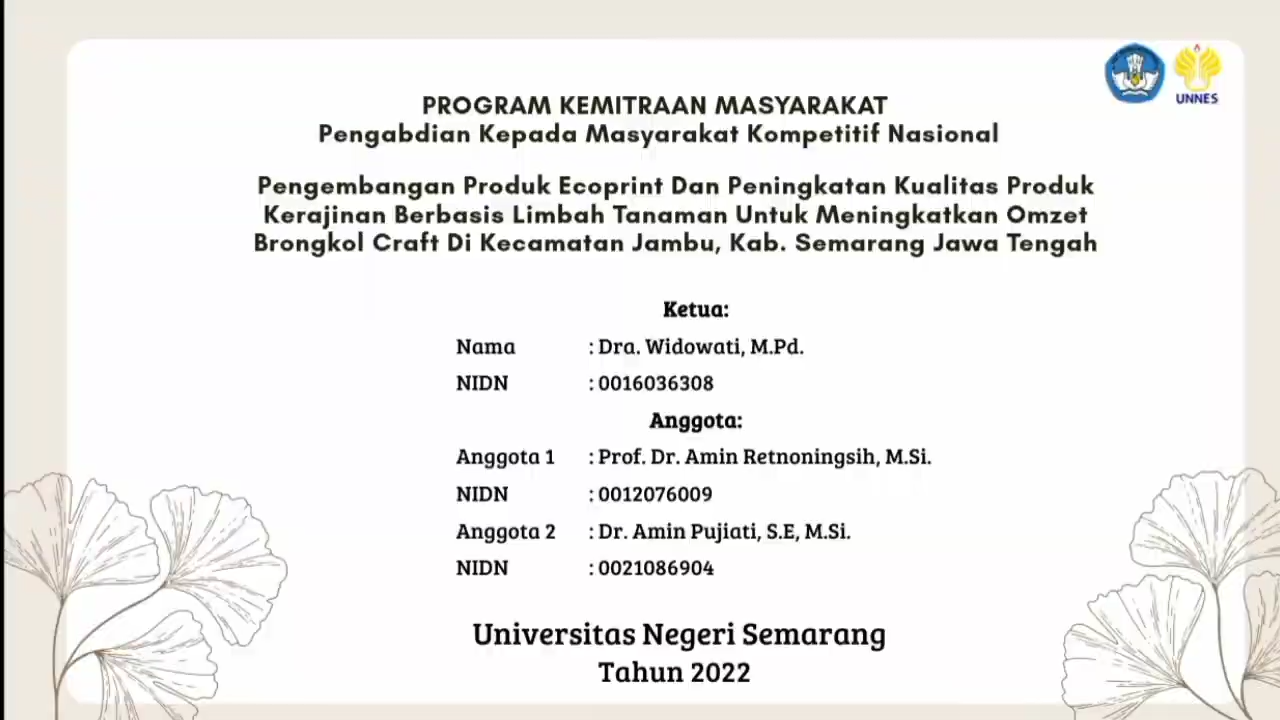 UNNES
PROGRAM KEMITRAAN MASYARAKAT
Pengabdian Kepada Masyarakat Kompetitif Nasional
Pengembangan Produk Ecoprint Dan Peningkatan Kualitas Produk
Kerajinan Berbasis Limbah Tanaman Untuk Meningkatkan Omzet
Brongkol Craft Di Kecamatan Jambu, Kab. Semarang Jawa Tengah
Ketua:
Nama : Dra. Widowati, M.Pd.
NIDN : 0016036308
Anggota:
Anggota 1 : Prof. Dr. Amin Retnoningsih, M.Si.
NIDN : 0012076009
Anggota 2 : Dr. Amin Pujiati, S.E, M.Si.
NIDN : 0021086904
Universitas Negeri Semarang
Tahun 2022